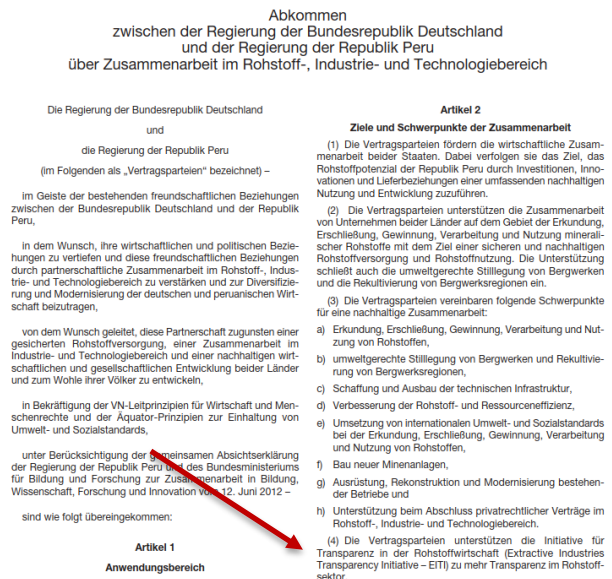 Abkommen
zwischen der Regierung der Bundesrepublik Deutschland
und der Regierung der Republik Peru
über Zusammenarbeit im Rohstoff-, Industrie- und Technologiebereich
Die Regierung der Bundesrepublik Deutschland
und
die Regierung der Republik Peru
(im Folgenden als „Vertragsparteien“ bezeichnet) –
im Geiste der bestehenden freundschaftlichen Beziehungen
zwischen der Bundesrepublik Deutschland und der Republik
Peru,
in dem Wunsch, ihre wirtschaftlichen und politischen Bezie-
hungen zu vertiefen und diese freundschaftlichen Beziehungen
durch partnerschaftliche Zusammenarbeit im Rohstoff-, Indus-
trie- und Technologiebereich zu verstärken und zur Diversifizie-
rung und Modernisierung der deutschen und peruanischen Wirt-
schaft beizutragen,
von dem Wunsch geleitet, diese Partnerschaft zugunsten einer
gesicherten Rohstoffversorgung, einer Zusammenarbeit im
Industrie- und Technologiebereich und einer nachhaltigen wirt-
schaftlichen und gesellschaftlichen Entwicklung beider Länder
und zum Wohle ihrer Völker zu entwickeln,
in Bekräftigung der VN-Leitprinzipien für Wirtschaft und Men-
schenrechte und der Äquator-Prinzipien zur Einhaltung von
Umwelt- und Sozialstandards,
unter Berücksichtigung der gemeinsamen Absichtserklärung
der Regierung der Republik Peru und des Bundesministeriums
für Bildung und Forschung zur Zusammenarbeit in Bildung,
Wissenschaft, Forschung und Innovation vom 12. Juni 2012 –
sind wie folgt übereingekommen:
Artikel 1
Anwendungsbereich
Artikel 2
Ziele und Schwerpunkte der Zusammenarbeit
(1) Die Vertragsparteien fördern die wirtschaftliche Zusam-
menarbeit beider Staaten. Dabei verfolgen sie das Ziel, das
Rohstoffpotenzial der Republik Peru durch Investitionen, Inno-
vationen und Lieferbeziehungen einer umfassenden nachhaltigen
Nutzung und Entwicklung zuzuführen.
(2) Die Vertragsparteien unterstützen die Zusammenarbeit
von Unternehmen beider Länder auf dem Gebiet der Erkundung,
Erschließung, Gewinnung, Verarbeitung und Nutzung minerali-
scher Rohstoffe mit dem Ziel einer sicheren und nachhaltigen
Rohstoffversorgung und Rohstoffnutzung. Die Unterstützung
schließt auch die umweltgerechte Stilllegung von Bergwerken
und die Rekultivierung von Bergwerksregionen ein.
(3) Die Vertragsparteien vereinbaren folgende Schwerpunkte
für eine nachhaltige Zusammenarbeit:
a) Erkundung, Erschließung, Gewinnung, Verarbeitung und Nut-
zung von Rohstoffen,
b) umweltgerechte Stilllegung von Bergwerken und Rekultivie-
rung von Bergwerksregionen,
c) Schaffung und Ausbau der technischen Infrastruktur,
d) Verbesserung der Rohstoff- und Ressourceneffizienz,
e) Umsetzung von internationalen Umwelt- und Sozialstandards
bei der Erkundung, Erschließung, Gewinnung, Verarbeitung
und Nutzung von Rohstoffen,
f) Bau neuer Minenanlagen,
g) Ausrüstung, Rekonstruktion und Modernisierung bestehen-
der Betriebe und
h) Unterstützung beim Abschluss privatrechtlicher Verträge im
Rohstoff-, Industrie- und Technologiebereich.
(4) Die Vertragsparteien unterstützen die Initiative für
Transparenz in der Rohstoffwirtschaft (Extractive Industries
Transparency Initiative – EITI) zu mehr Transparenz im Rohstoff-
sektor